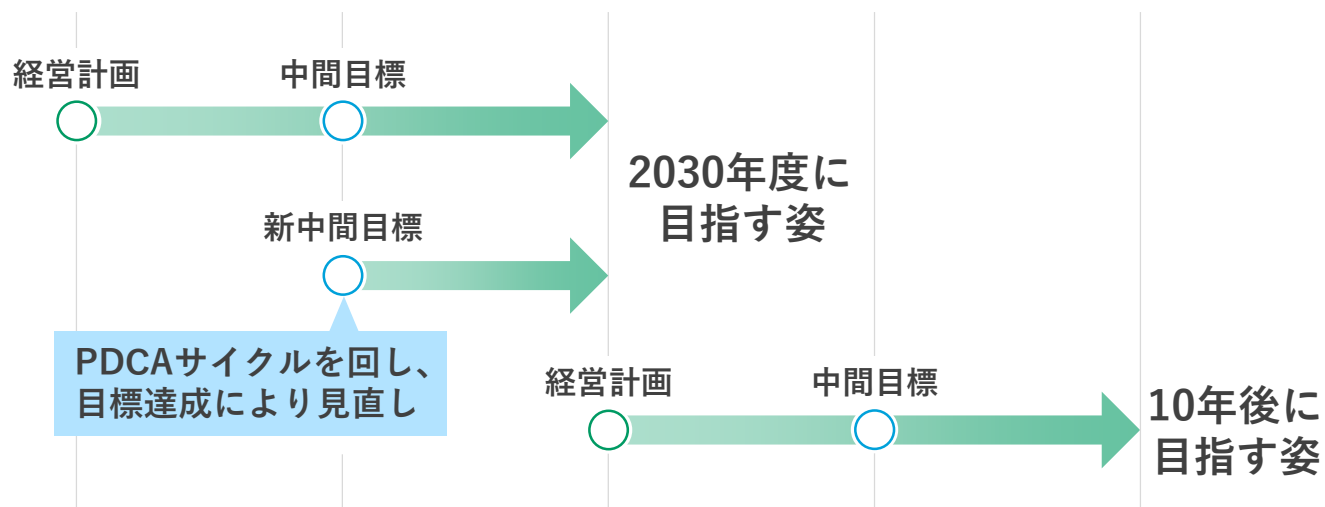 経営計画
中間目標
2030年度に
目指す姿
新中間目標
PDCAサイクルを回し、
目標達成により見直し
経営計画
中間目標
10年後に
目指す姿